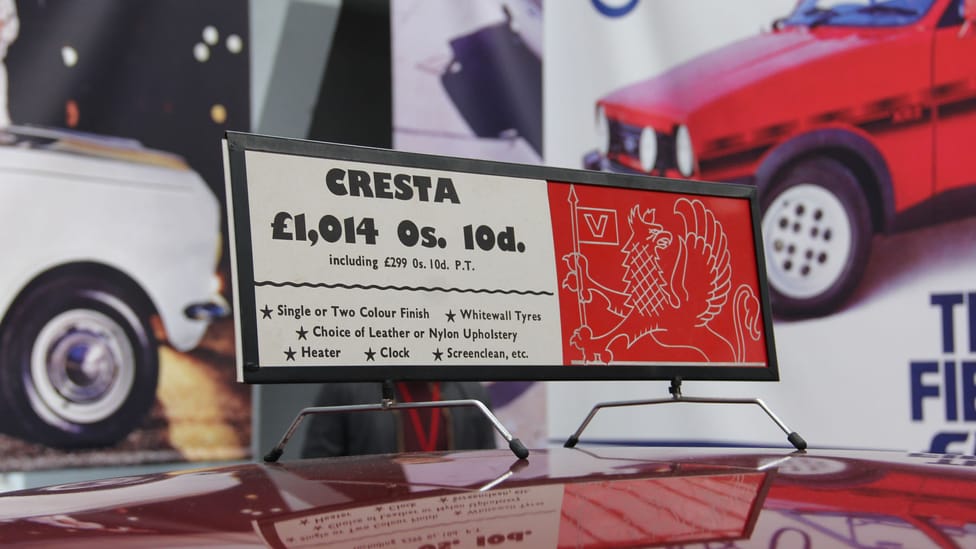 CRESTA
£1,014 0s. 10d.
including £299 0s. 10d. P.T.
★ Single or Two Colour Finish ★ Whitewall Tyres
★ Choice of Leather or Nylon Upholstery
★ Heater ★ Clock ★ Screenclean, etc.
V